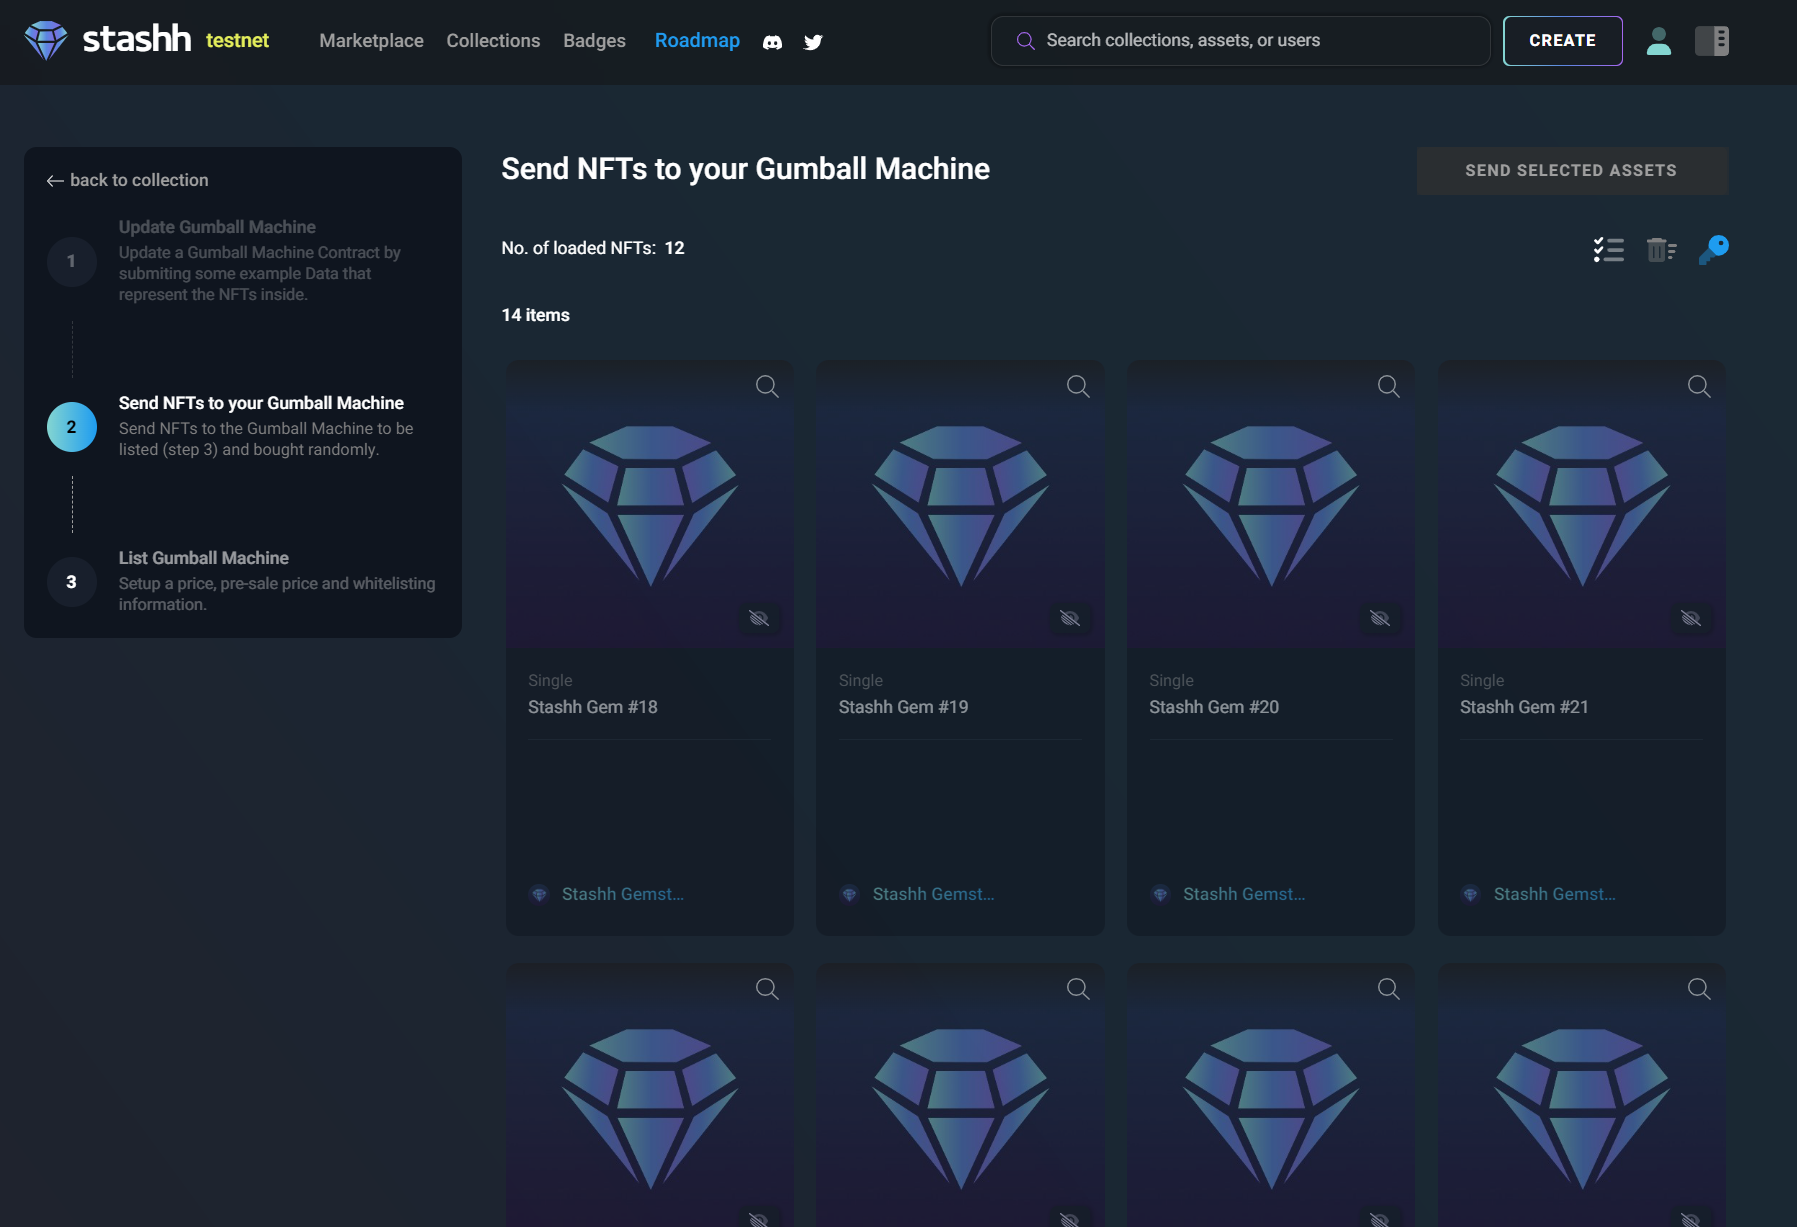 stashh testnet
Marketplace Collections Badges Roadmap
Search collections, assets, or users
CREATE
back to collection
1
Update Gumball Machine
Update a Gumball Machine Contract by
submiting some example Data that
represent the NFTs inside.
2
Send NFTs to your Gumball Machine
Send NFTs to the Gumball Machine to be
listed (step 3) and bought randomly.
3
List Gumball Machine
Setup a price, pre-sale price and whitelisting
information.
Send NFTs to your Gumball Machine
SEND SELECTED ASSETS
No. of loaded NFTs: 12
14 items
Single
Stashh Gem #18
Stashh Gemst...
Single
Stashh Gem #19
Stashh Gemst...
Single
Stashh Gem #20
Stashh Gemst...
Single
Stashh Gem #21
Stashh Gemst...